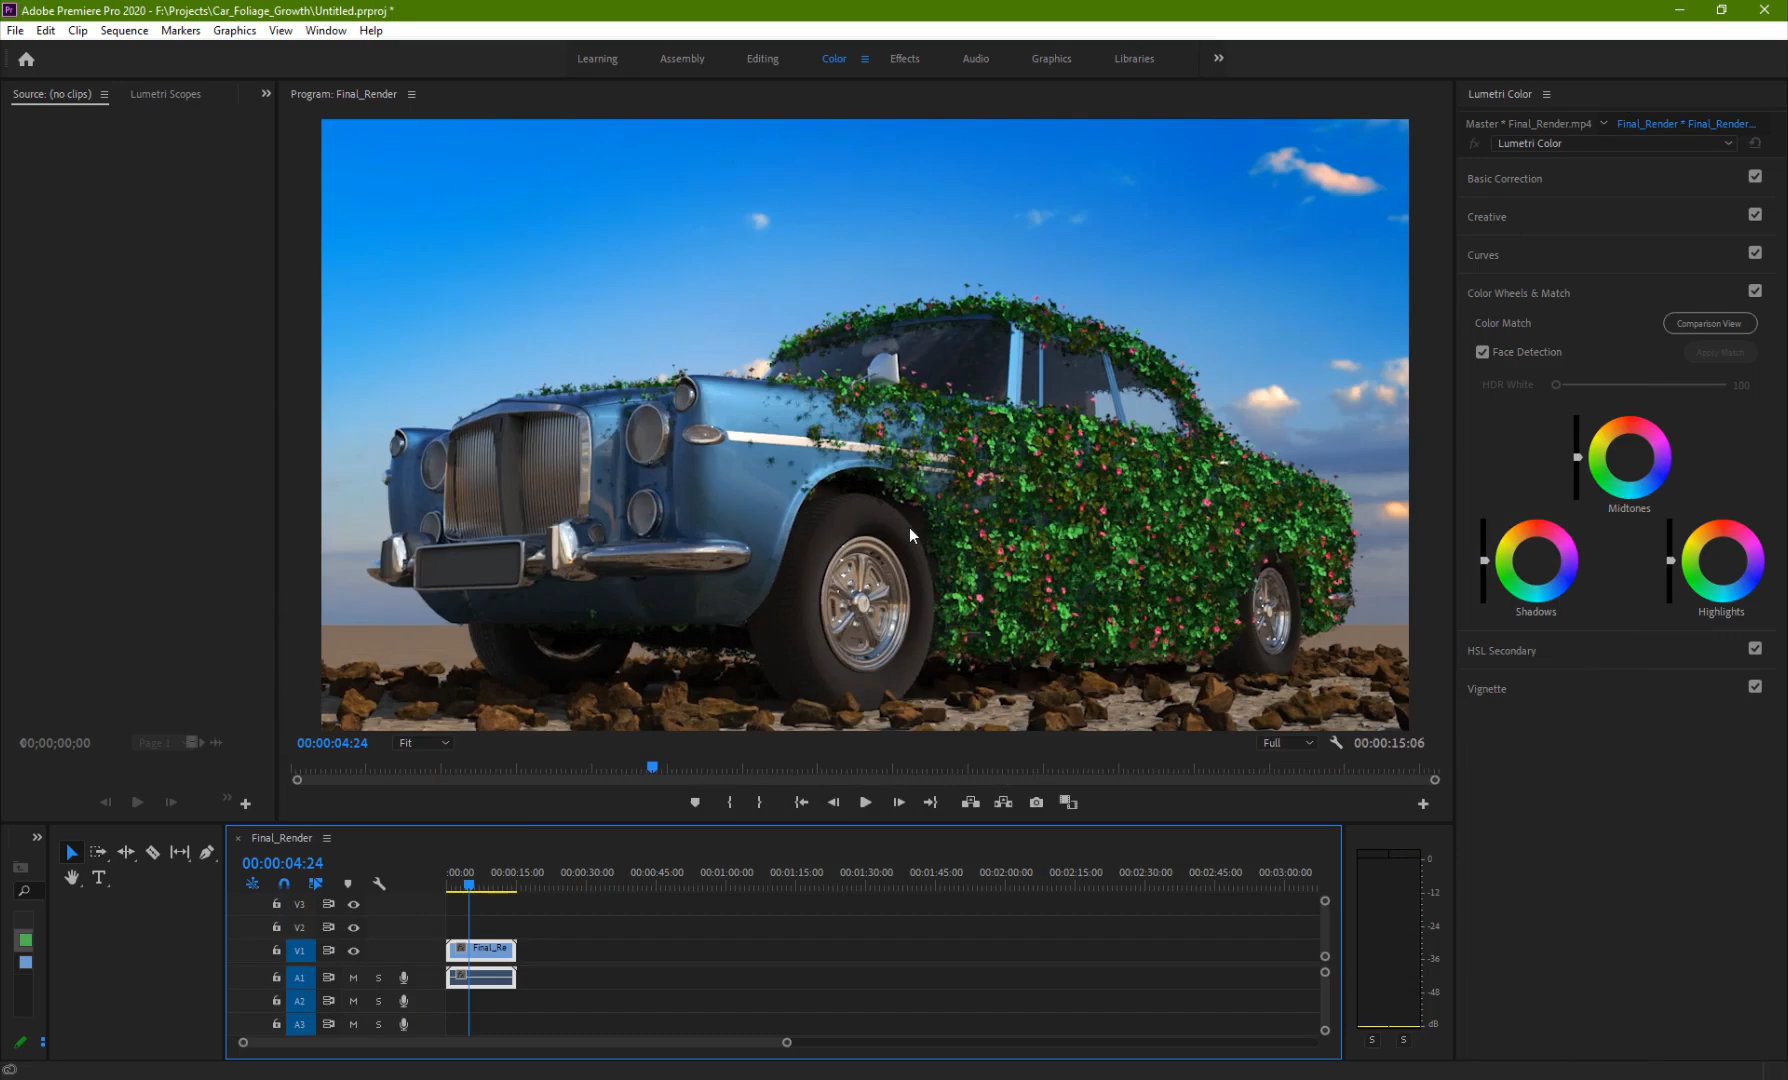 Adobe Premiere Pro 2020 - F:\Projects\Car_Foliage_Growth\Untitled.prproj *
File Edit Clip Sequence Markers Graphics View Window Help
Learning Assembly Editing Color Effects Audio Graphics Libraries
Source: (no clips) Lumetri Scopes
Program: Final_Render
Lumetri Color
Master * Final_Render.mp4 Final_Render * Final_Render...
fx Lumetri Color
Basic Correction
Creative
Curves
Color Wheels & Match
Color Match Comparison View
Face Detection Apply Match
HDR White 100
Midtones
Shadows Highlights
HSL Secondary
Vignette
00;00;00;00 Page 1
00:00:04:24 Fit Full 00:00:15:06
Final_Render
00:00:04:24
:00:00 00:00:15:00 00:00:30:00 00:00:45:00 00:01:00:00 00:01:15:00 00:01:30:00 00:01:45:00 00:02:00:00 00:02:15:00 00:02:30:00 00:02:45:00 00:03:00:00
V3
V2
V1 Final_Re
A1 M S
A2 M S
A3 M S
0
-12
-24
-36
-48
dB
S S